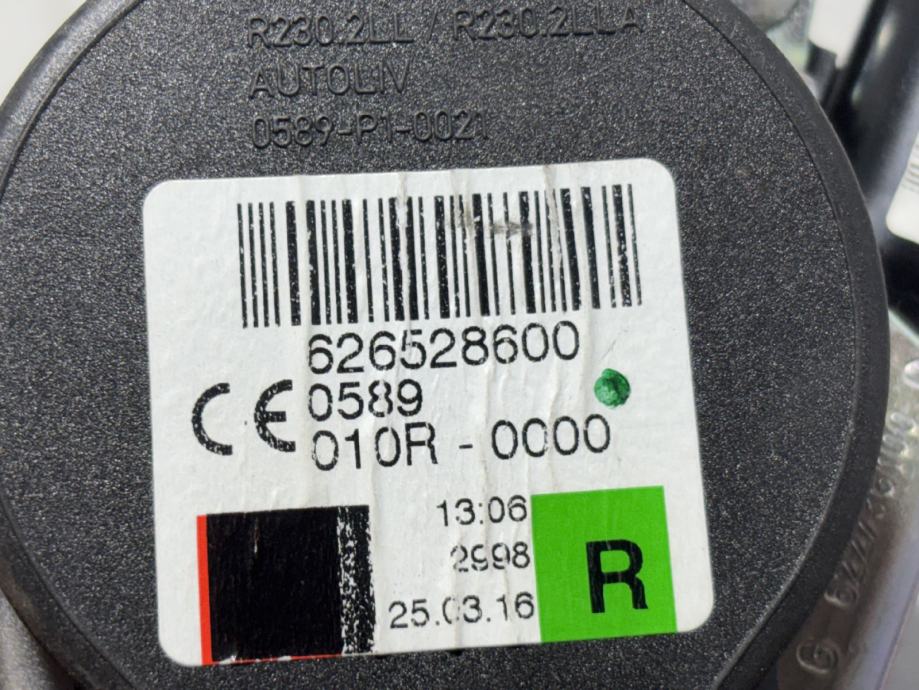 R230.2LL / R230.2LLA
AUTOLIV
0589-P1-0021
626528600
CE 0589
010R - 0000
13:06
2998
25.03.16
R